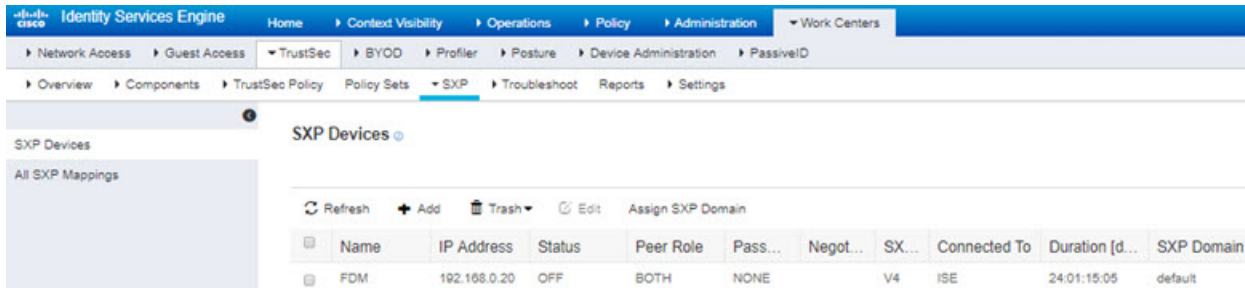 cisco Identity Services Engine Home Context Visibility Operations Policy Administration Work Centers
Network Access Guest Access TrustSec BYOD Profiler Posture Device Administration PassiveID
Overview Components TrustSec Policy Policy Sets SXP Troubleshoot Reports Settings
SXP Devices
All SXP Mappings
SXP Devices
Refresh Add Trash Edit Assign SXP Domain
Name IP Address Status Peer Role Pass... Negot... SX... Connected To Duration [d... SXP Domain
FDM 192.168.0.20 OFF BOTH NONE V4 ISE 24:01:15:05 default